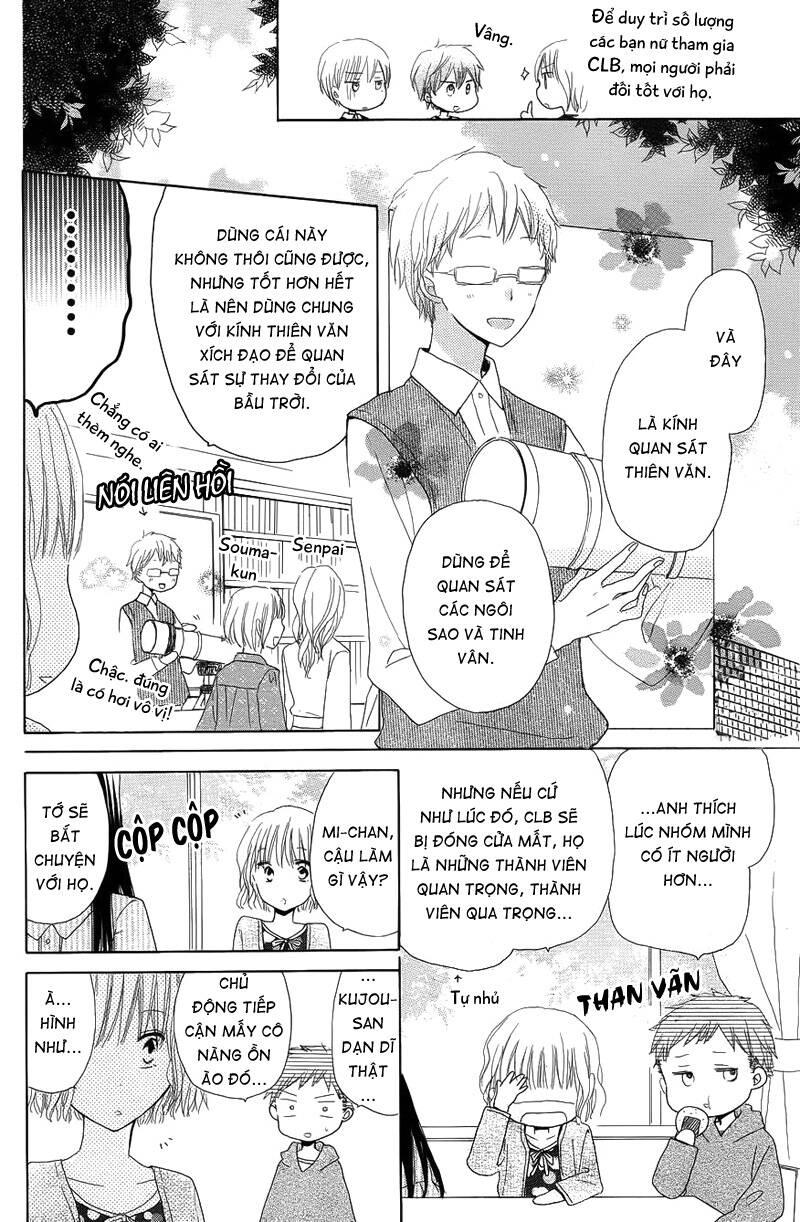 Để duy trì số lượng
các bạn nữ tham gia
CLB, mọi người phải
đối tốt với họ.
Vâng.
VÀ
ĐÂY
LÀ KÍNH
QUAN SÁT
THIÊN VĂN.
DÙNG ĐỂ
QUAN SÁT
CÁC NGÔI
SAO VÀ TINH
VÂN.
DÙNG CÁI NÀY
KHÔNG THÔI CŨNG ĐƯỢC,
NHƯNG TỐT HƠN HẾT
LÀ NÊN DÙNG CHUNG
VỚI KÍNH THIÊN VĂN
XÍCH ĐẠO ĐỂ QUAN
SÁT SỰ THAY ĐỔI CỦA
BẦU TRỜI.
Chẳng có ai
thèm nghe.
NÓI LIÊN HỒI
Souma-
kun
Senpai
Chậc. đúng
là có hơi vô vị!
...ANH THÍCH
LÚC NHÓM MÌNH
CÓ ÍT NGƯỜI
HƠN...
NHƯNG NẾU CỨ
NHƯ LÚC ĐÓ, CLB SẼ
BỊ ĐÓNG CỬA MẤT, HỌ
LÀ NHỮNG THÀNH VIÊN
QUAN TRỌNG, THÀNH
VIÊN QUA TRỌNG...
Tự nhủ
THAN VÃN
MI-CHAN,
CẬU LÀM
GÌ VẬY?
CỘP CỘP
TỚ SẼ
BẮT
CHUYỆN
VỚI HỌ.
...
KUJOU-
SAN
DẠN DĨ
THẬT
...
CHỦ
ĐỘNG TIẾP
CẬN MẤY CÔ
NÀNG ỒN
ÀO ĐÓ...
À...
HÌNH
NHƯ...